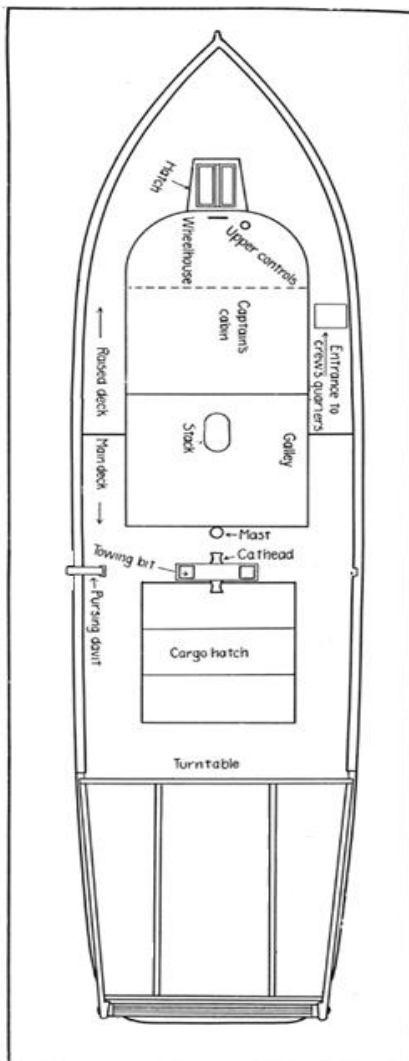 Hatch
Wheelhouse
Upper controls
Captain's
cabin
Entrance to
crew's quarters
Raised deck
Main deck
Stack
Galley
Mast
Cathead
Towing bit
Pursing davit
Cargo hatch
Turntable